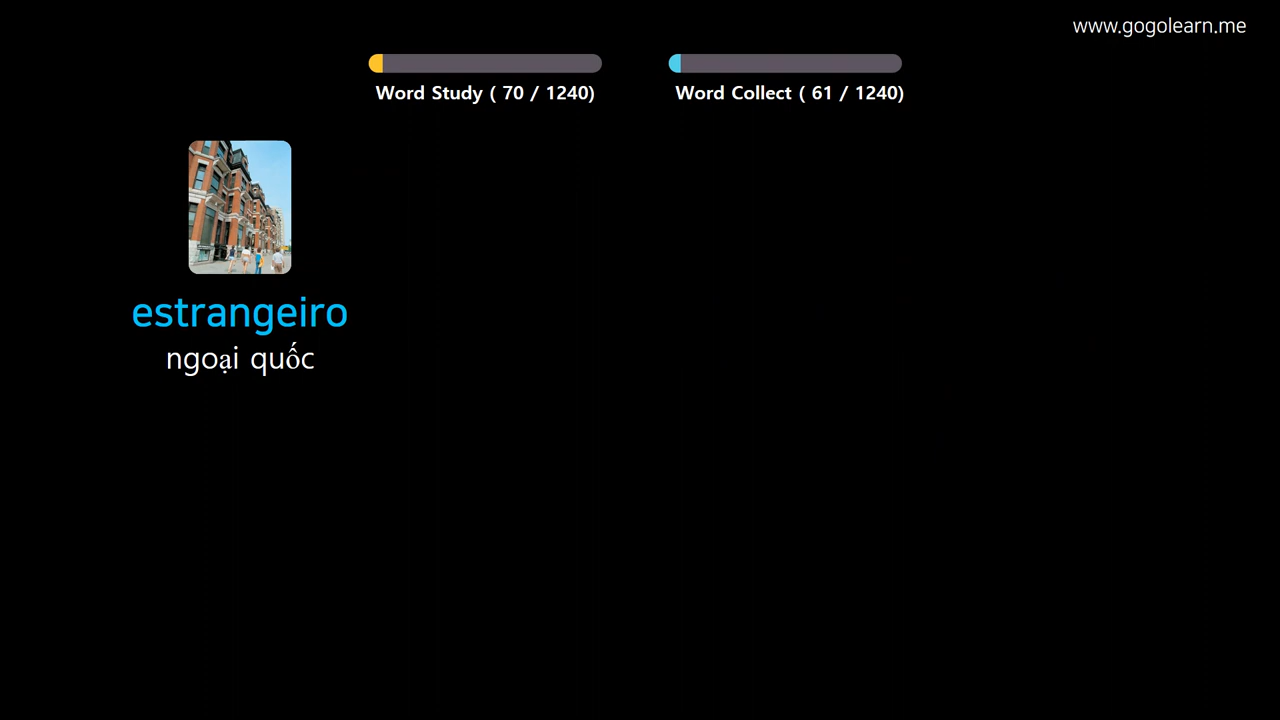 www.gogolearn.me
Word Study ( 70 / 1240)
Word Collect ( 61 / 1240)
estrangeiro
ngoại quốc